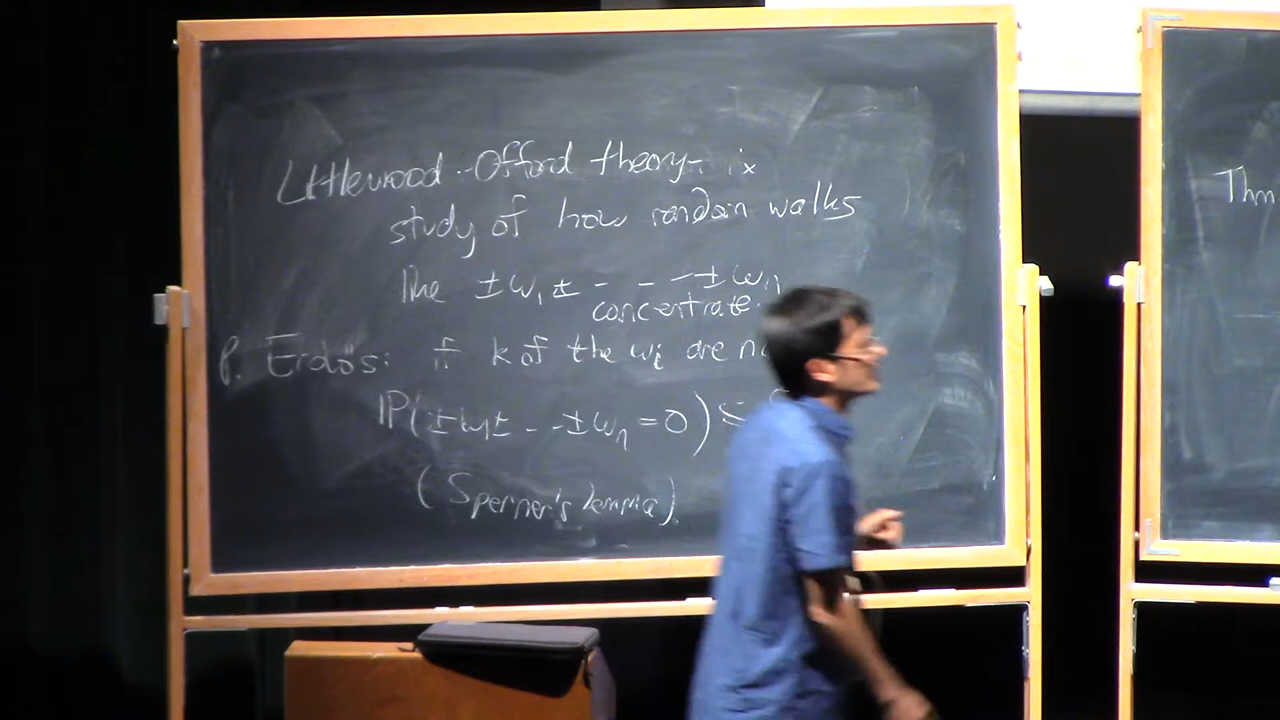 Littlewood-Offord theory is
study of how random walks
like ±w₁ ± - - - ± wₙ
concentrate.
P. Erdős: if k of the wᵢ are
IP(±w₁± - - ±wₙ = 0) ≤
(Sperner's lemma).
Thm